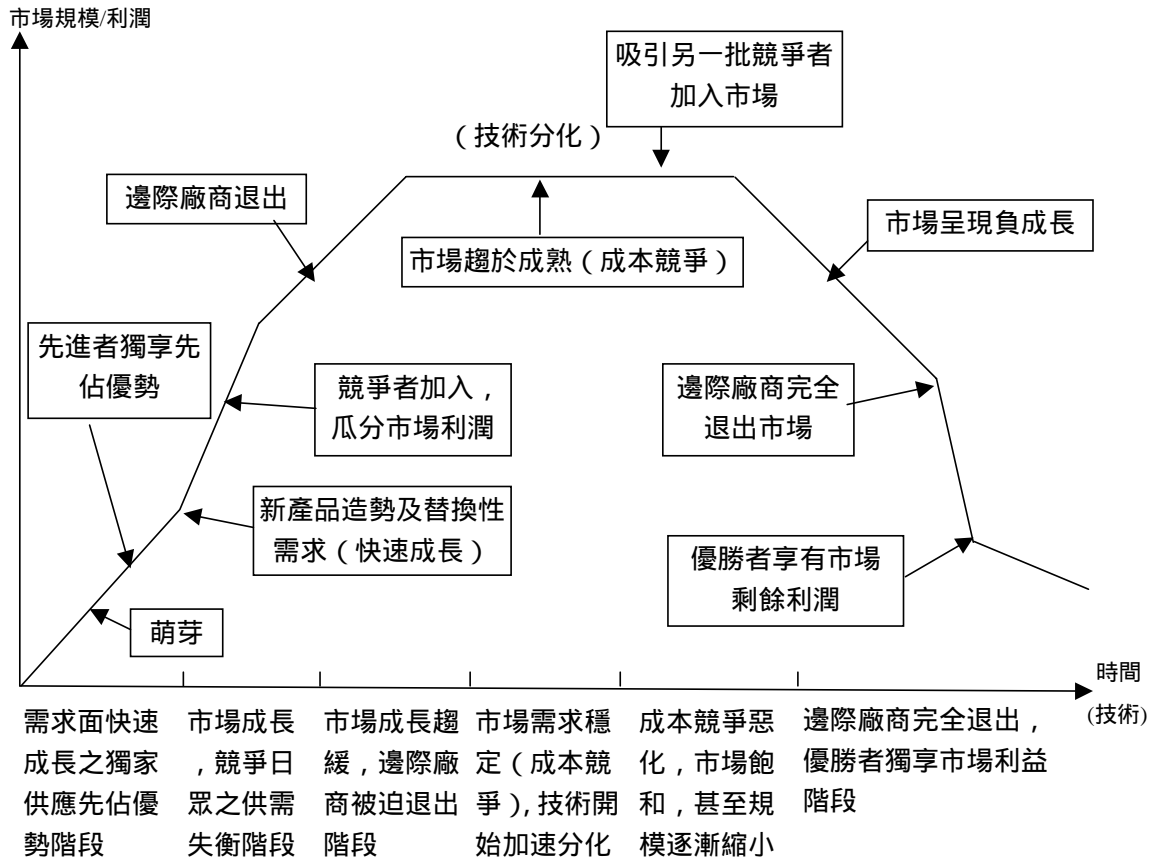 市場規模/利潤
吸引另一批競爭者
加入市場
（技術分化）
邊際廠商退出
市場呈現負成長
市場趨於成熟（成本競爭）
先進者獨享先
佔優勢
競爭者加入，
瓜分市場利潤
邊際廠商完全
退出市場
新產品造勢及替換性
需求（快速成長）
優勝者享有市場
剩餘利潤
萌芽
時間
(技術)
需求面快速
成長之獨家
供應先佔優
勢階段
市場成長
，競爭日
眾之供需
失衡階段
市場成長趨
緩，邊際廠
商被迫退出
階段
市場需求穩
定（成本競
爭），技術開
始加速分化
成本競爭惡
化，市場飽
和，甚至規
模逐漸縮小
邊際廠商完全退出，
優勝者獨享市場利益
階段